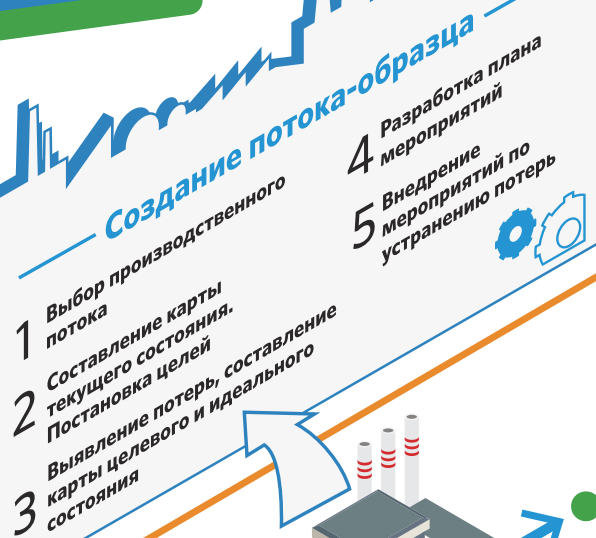 Создание потока-образца
1
Выбор производственного
потока
2
Составление карты
текущего состояния.
Постановка целей
3
Выявление потерь, составление
карты целевого и идеального
состояния
4
Разработка плана
мероприятий
5
Внедрение
мероприятий по
устранению потерь